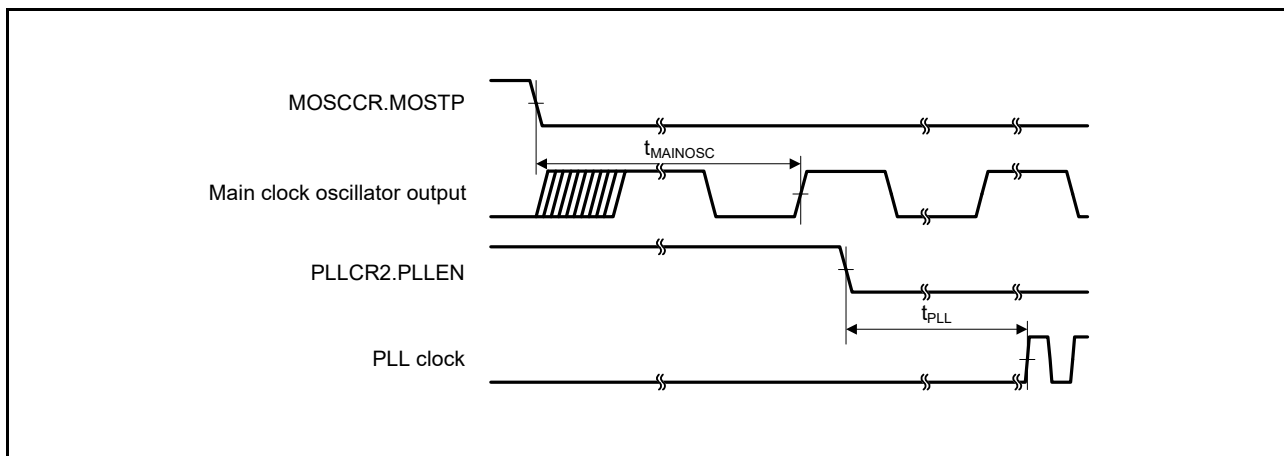 MOSCCR.MOSTP
tMAINOSC
Main clock oscillator output
PLLCR2.PLLEN
tPLL
PLL clock